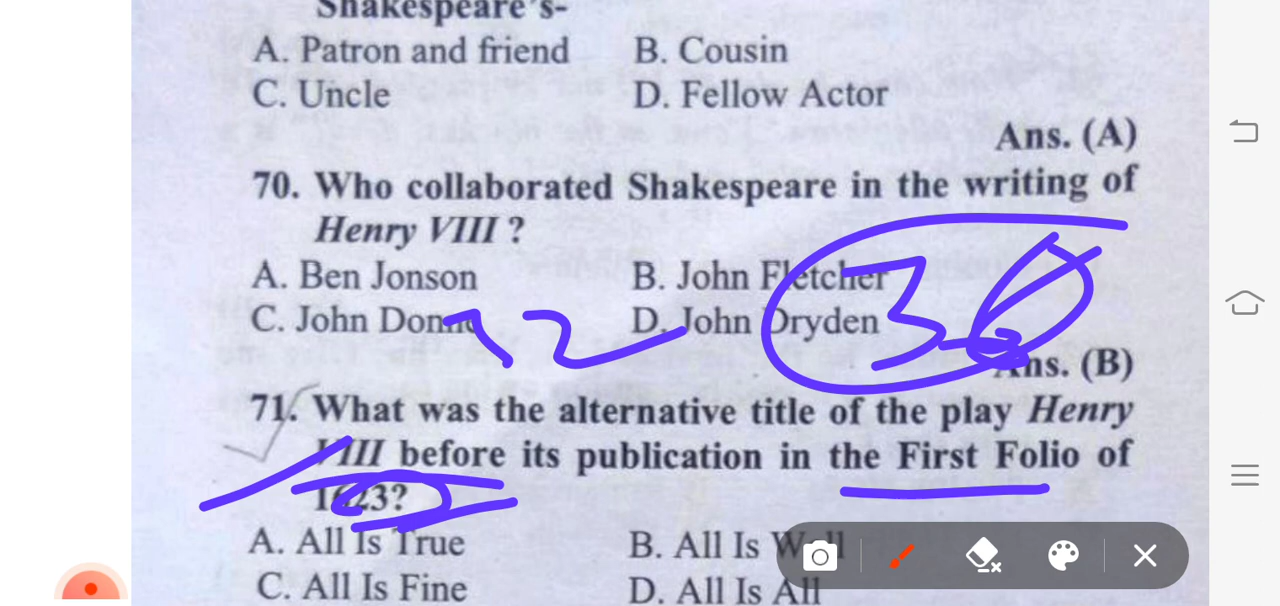 Shakespeare's-
A. Patron and friend B. Cousin
C. Uncle D. Fellow Actor
Ans. (A)
70. Who collaborated Shakespeare in the writing of
Henry VIII ?
A. Ben Jonson B. John Fletcher
36
C. John Donne D. John Dryden
Ans. (B)
71. What was the alternative title of the play Henry
VIII before its publication in the First Folio of
1623?
A. All Is True B. All Is Well
C. All Is Fine D. All Is All